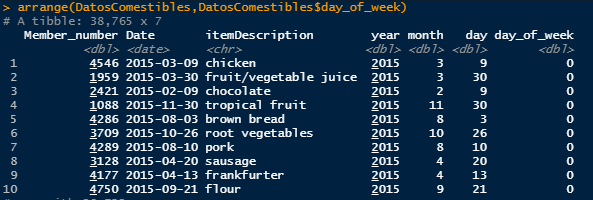 > arrange(DatosComestibles,DatosComestibles$day_of_week)
# A tibble: 38,765 x 7
Member_number Date itemDescription year month day day_of_week
<dbl> <date> <chr> <dbl> <dbl> <dbl> <dbl>
1 4546 2015-03-09 chicken 2015 3 9 0
2 1959 2015-03-30 fruit/vegetable juice 2015 3 30 0
3 2421 2015-02-09 chocolate 2015 2 9 0
4 1088 2015-11-30 tropical fruit 2015 11 30 0
5 4286 2015-08-03 brown bread 2015 8 3 0
6 3709 2015-10-26 root vegetables 2015 10 26 0
7 4289 2015-08-10 pork 2015 8 10 0
8 3128 2015-04-20 sausage 2015 4 20 0
9 4177 2015-04-13 frankfurter 2015 4 13 0
10 4750 2015-09-21 flour 2015 9 21 0